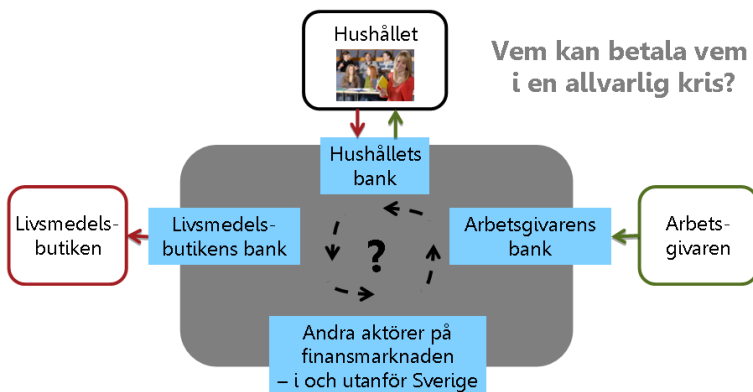 Hushållet
Vem kan betala vem
i en allvarlig kris?
Hushållets
bank
Livsmedels-
butiken
Livsmedels-
butikens bank
?
Arbetsgivarens
bank
Arbets-
givaren
Andra aktörer på
finansmarknaden
– i och utanför Sverige